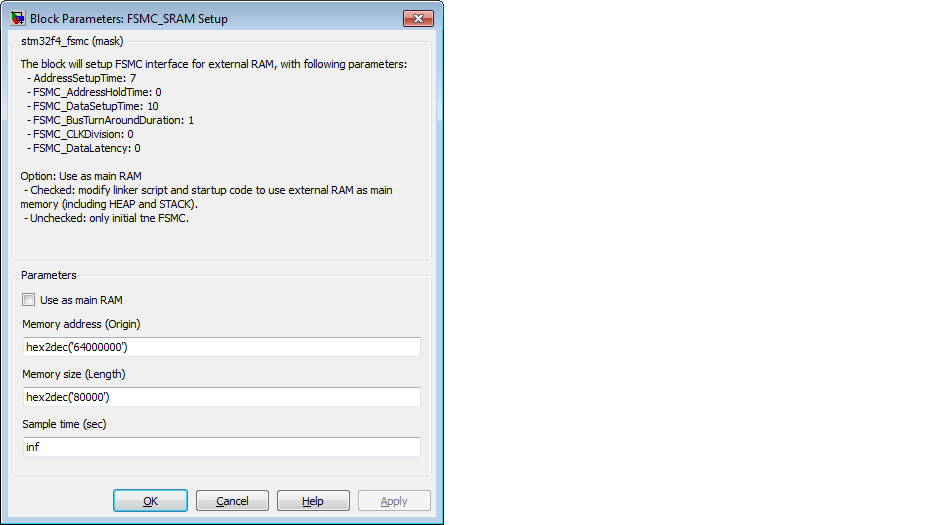 Block Parameters: FSMC_SRAM Setup
stm32f4_fsmc (mask)
The block will setup FSMC interface for external RAM, with following parameters:
- AddressSetupTime: 7
- FSMC_AddressHoldTime: 0
- FSMC_DataSetupTime: 10
- FSMC_BusTurnAroundDuration: 1
- FSMC_CLKDivision: 0
- FSMC_DataLatency: 0
Option: Use as main RAM
- Checked: modify linker script and startup code to use external RAM as main
memory (including HEAP and STACK).
- Unchecked: only initial tne FSMC.
Parameters
Use as main RAM
Memory address (Origin)
hex2dec('64000000')
Memory size (Length)
hex2dec('80000')
Sample time (sec)
inf
OK Cancel Help Apply